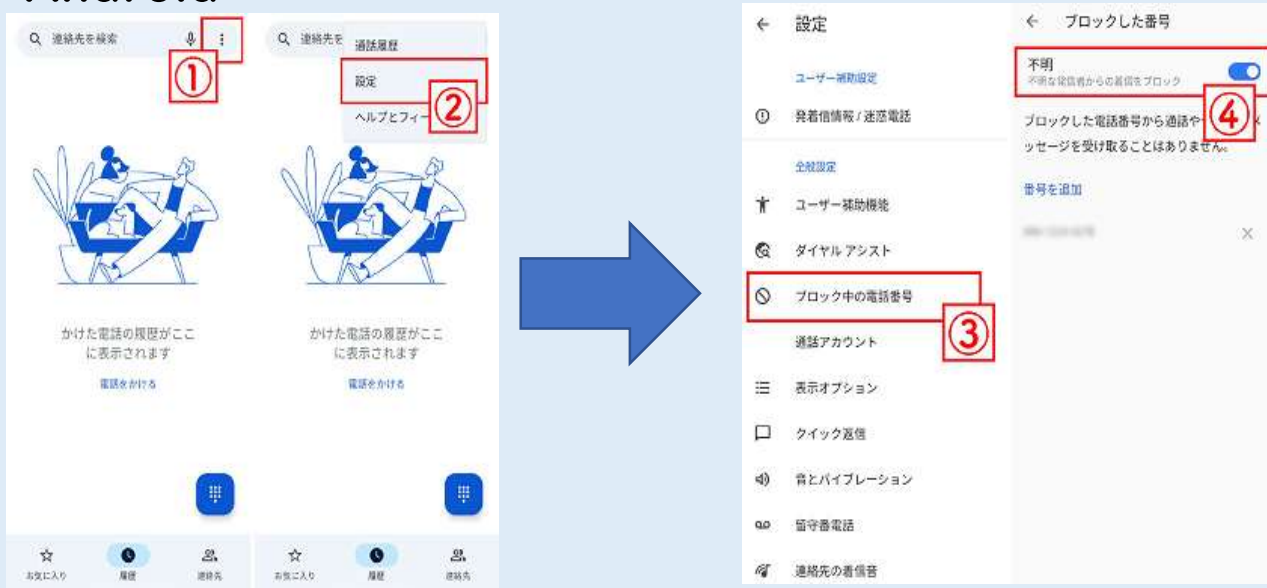 連絡先を検索
①
かけた電話の履歴がここ
に表示されます
電話をかける
お気に入り
履歴
連絡先
連絡先を
通話履歴
設定
②
ヘルプとフィー
かけた電話の履歴がここ
に表示されます
電話をかける
お気に入り
履歴
連絡先
設定
ユーザー補助設定
発着信情報 / 迷惑電話
全般設定
ユーザー補助機能
ダイヤル アシスト
ブロック中の電話番号
③
通話アカウント
表示オプション
クイック返信
音とバイブレーション
留守番電話
連絡先の着信音
ブロックした番号
不明
不明な発信者からの着信をブロック
④
ブロックした電話番号から通話や
ッセージを受け取ることはありません。
番号を追加